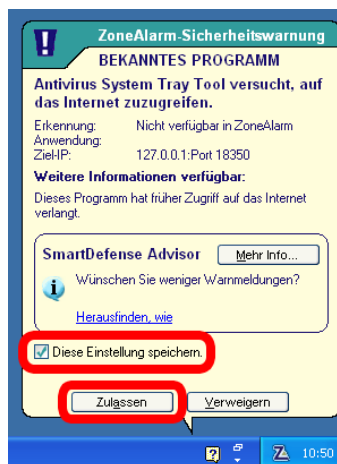 ZoneAlarm-Sicherheitswarnung
BEKANNTES PROGRAMM
Antivirus System Tray Tool versucht, auf
das Internet zuzugreifen.
Erkennung: Nicht verfügbar in ZoneAlarm
Anwendung:
Ziel-IP: 127.0.0.1:Port 18350
Weitere Informationen verfügbar:
Dieses Programm hat früher Zugriff auf das Internet
verlangt.
SmartDefense Advisor Mehr Info...
Wünschen Sie weniger Warnmeldungen?
Herausfinden, wie
Diese Einstellung speichern.
Zulassen Verweigern
10:50